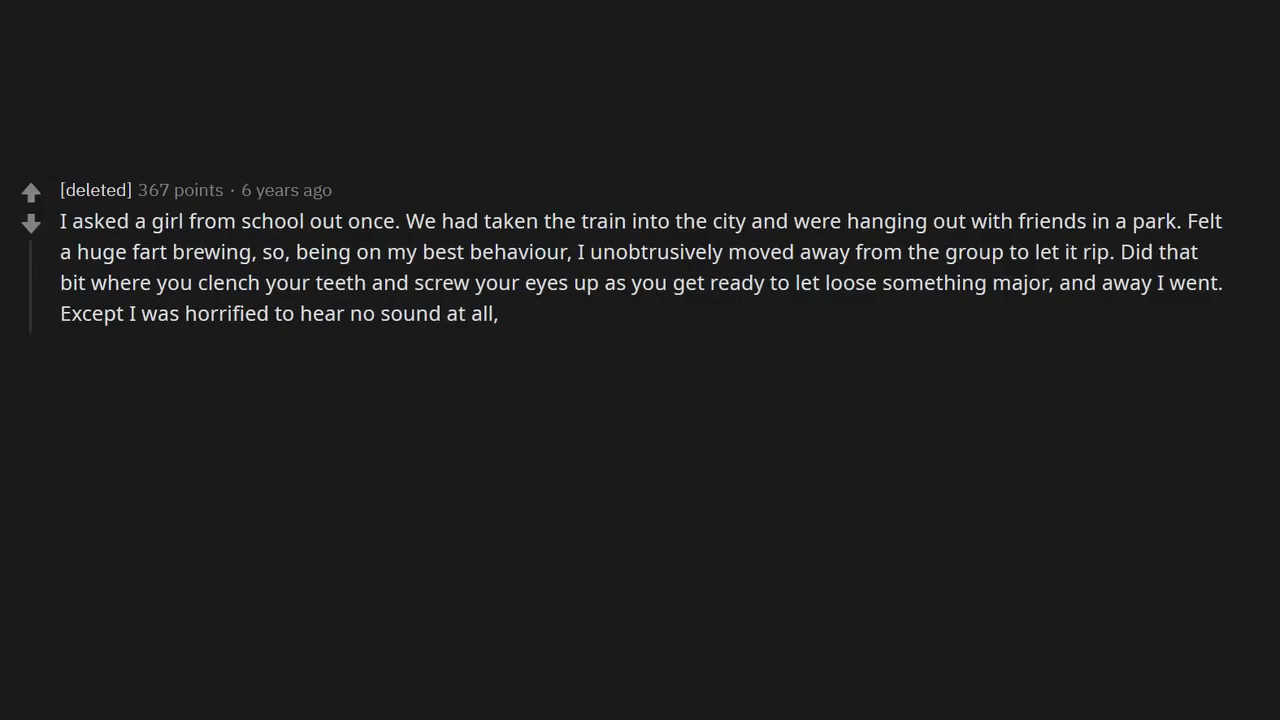 [deleted] 367 points · 6 years ago
I asked a girl from school out once. We had taken the train into the city and were hanging out with friends in a park. Felt
a huge fart brewing, so, being on my best behaviour, I unobtrusively moved away from the group to let it rip. Did that
bit where you clench your teeth and screw your eyes up as you get ready to let loose something major, and away I went.
Except I was horrified to hear no sound at all,